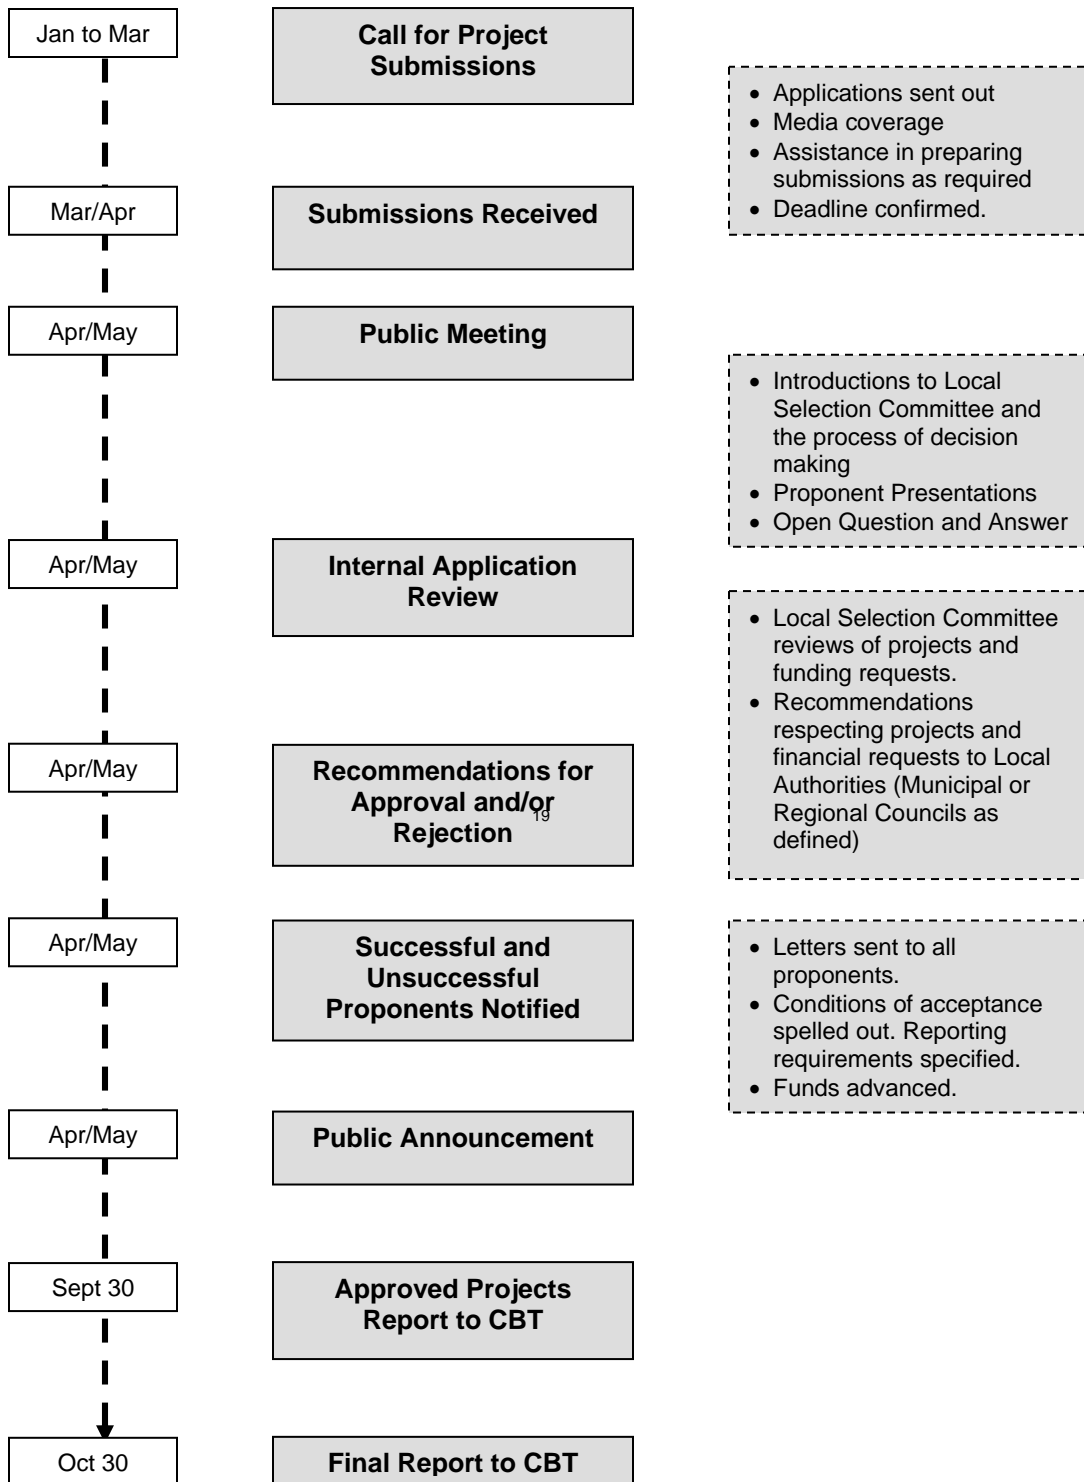 Jan to Mar
Call for Project
Submissions
• Applications sent out
• Media coverage
• Assistance in preparing
submissions as required
• Deadline confirmed.
Mar/Apr
Submissions Received
Apr/May
Public Meeting
• Introductions to Local
Selection Committee and
the process of decision
making
• Proponent Presentations
• Open Question and Answer
Apr/May
Internal Application
Review
• Local Selection Committee
reviews of projects and
funding requests.
• Recommendations
respecting projects and
financial requests to Local
Authorities (Municipal or
Regional Councils as
defined)
Apr/May
Recommendations for
Approval and/or
Rejection
19
Apr/May
Successful and
Unsuccessful
Proponents Notified
• Letters sent to all
proponents.
• Conditions of acceptance
spelled out. Reporting
requirements specified.
• Funds advanced.
Apr/May
Public Announcement
Sept 30
Approved Projects
Report to CBT
Oct 30
Final Report to CBT